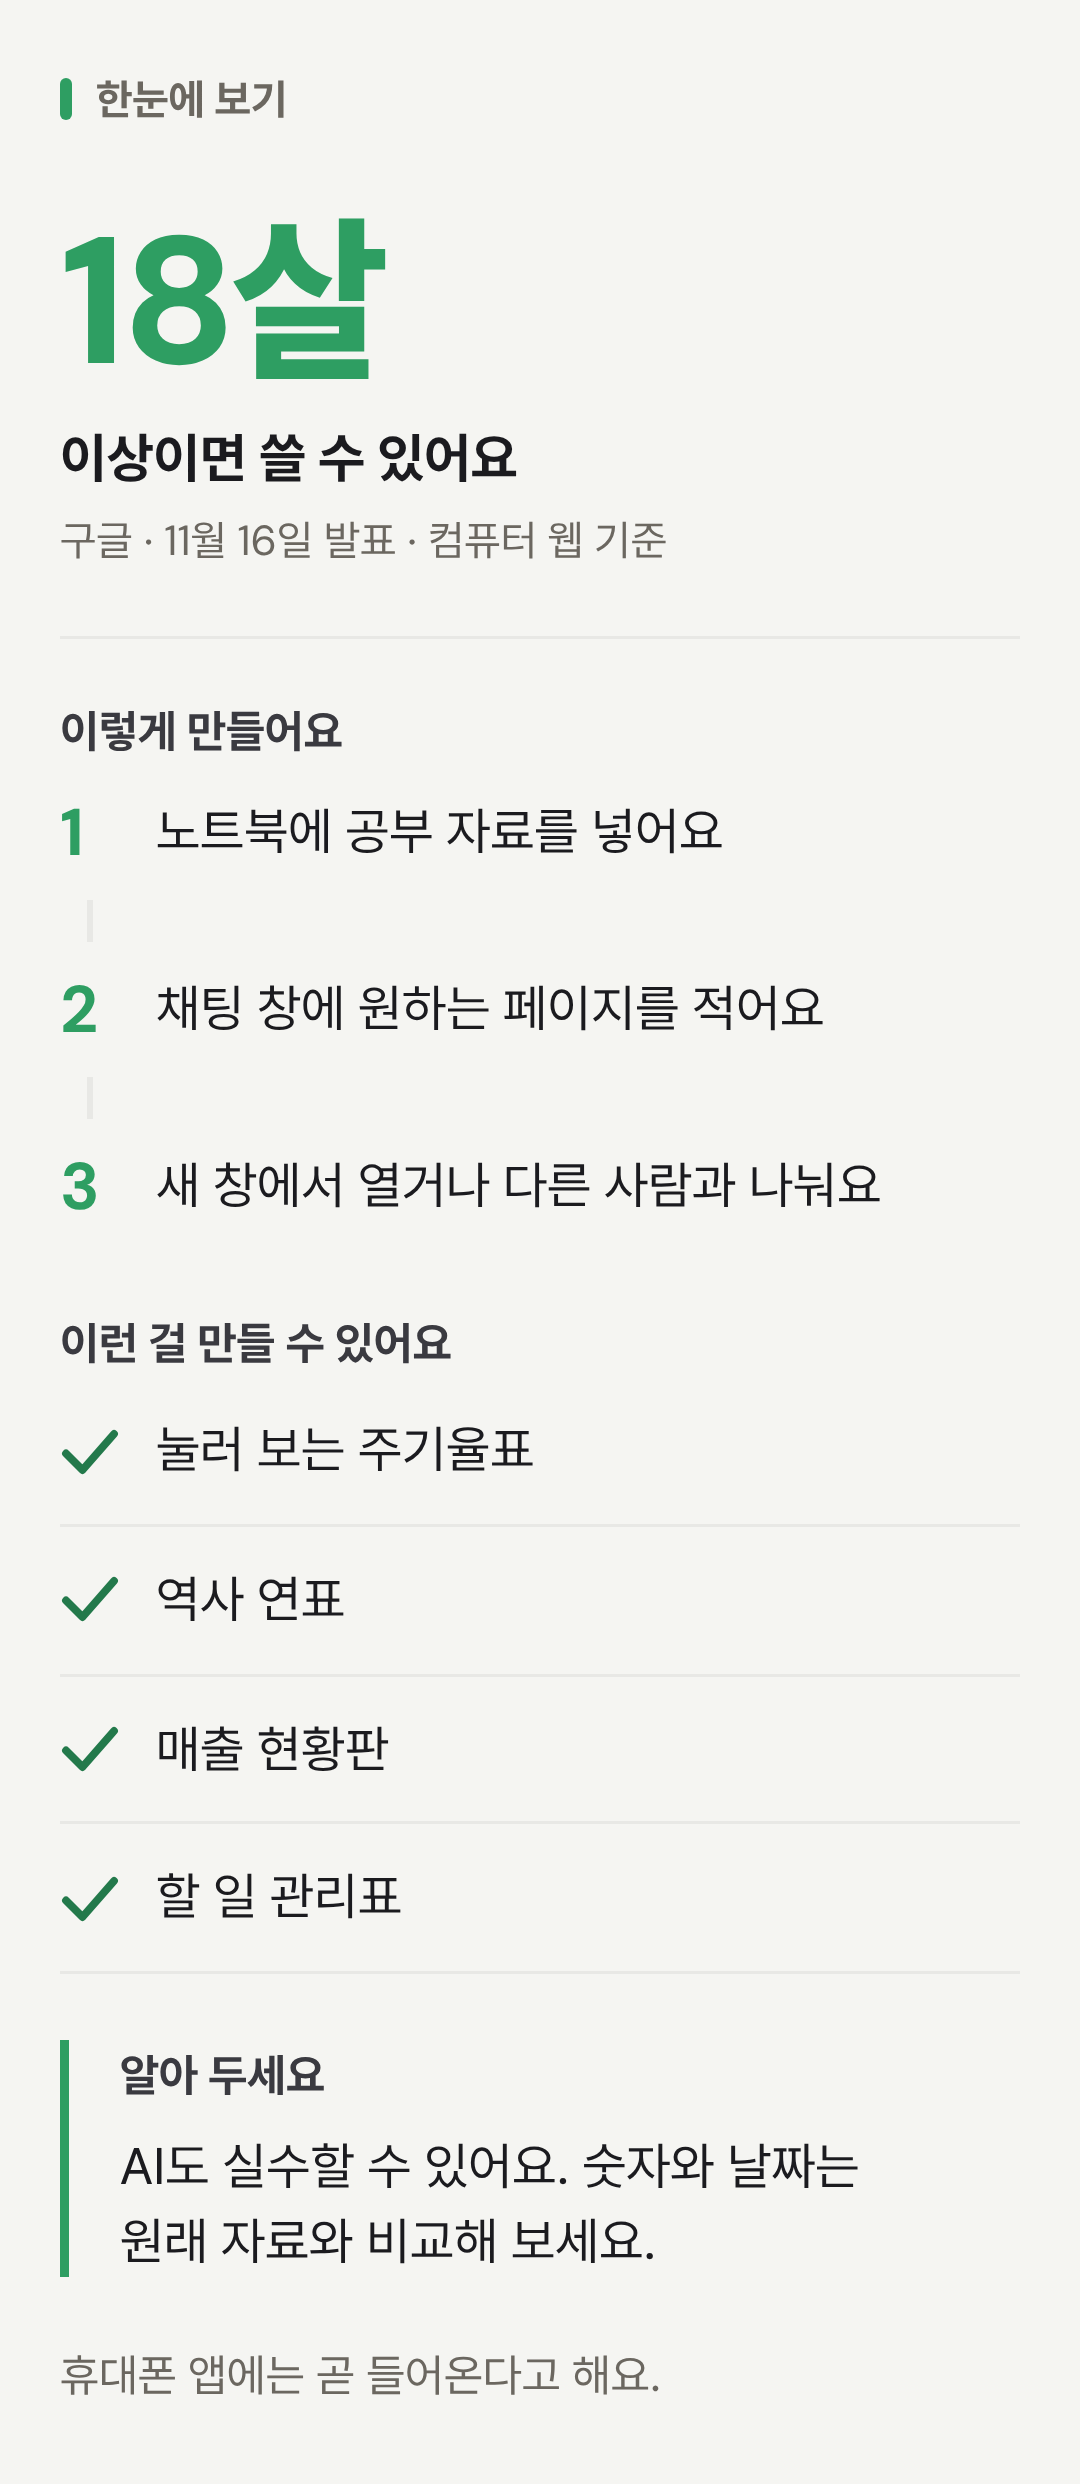 한눈에 보기
18살
이상이면 쓸 수 있어요
구글 · 11월 16일 발표 · 컴퓨터 웹 기준
이렇게 만들어요
1 노트북에 공부 자료를 넣어요
2 채팅 창에 원하는 페이지를 적어요
3 새 창에서 열거나 다른 사람과 나눠요
이런 걸 만들 수 있어요
눌러 보는 주기율표
역사 연표
매출 현황판
할 일 관리표
알아 두세요
AI도 실수할 수 있어요. 숫자와 날짜는
원래 자료와 비교해 보세요.
휴대폰 앱에는 곧 들어온다고 해요.